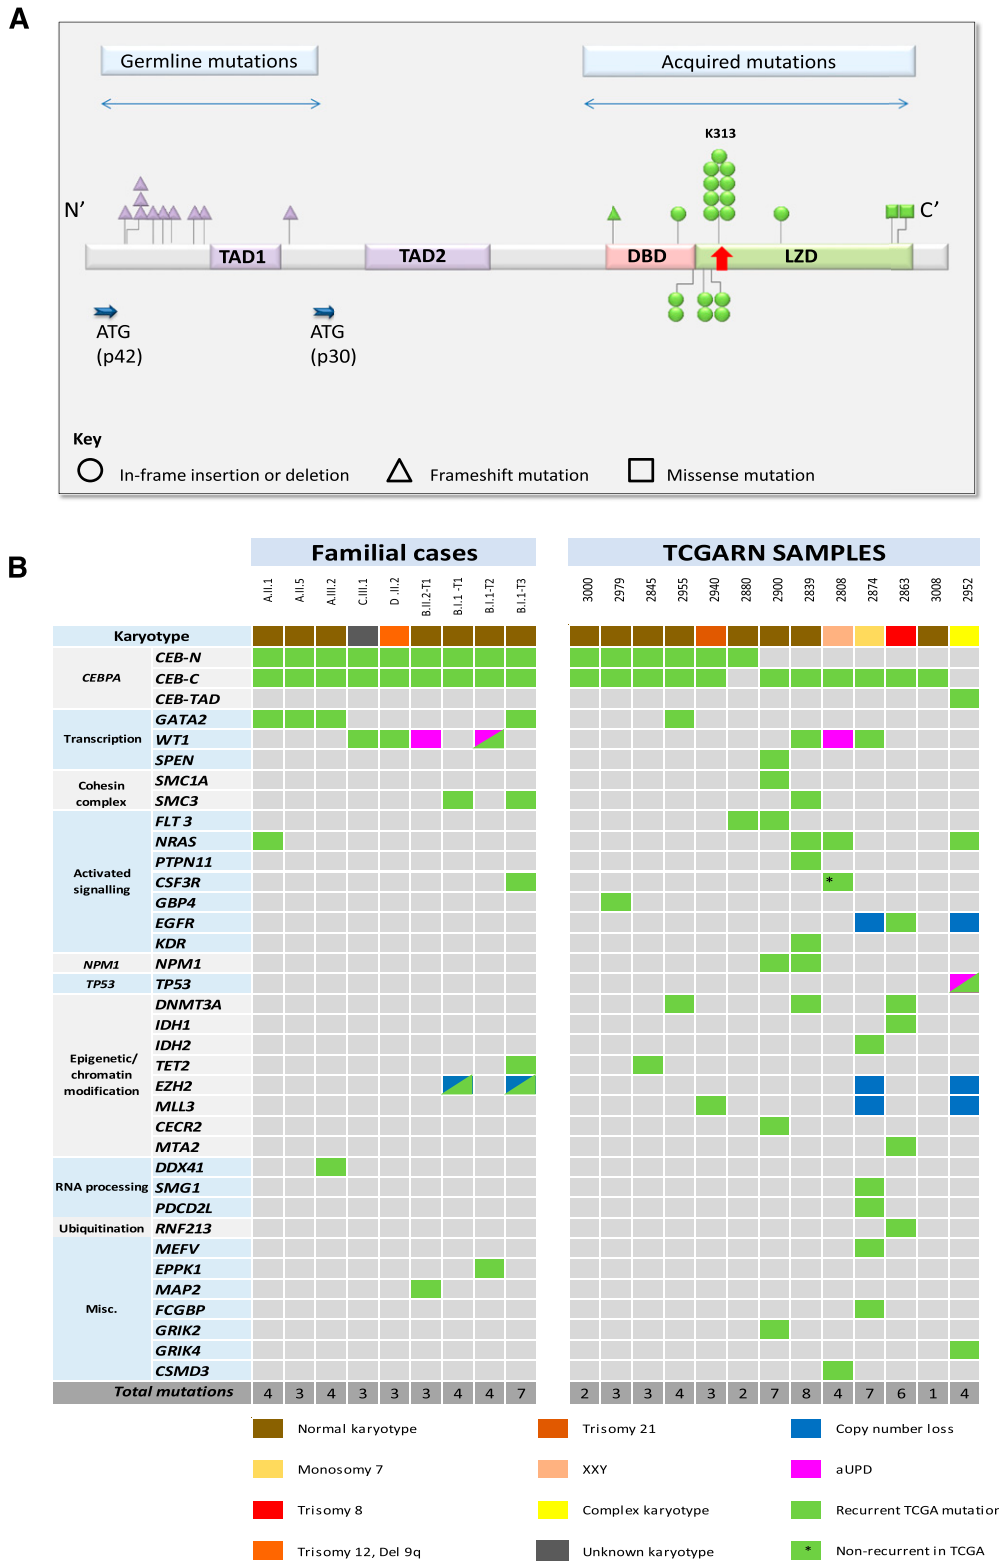 A
Germline mutations
Acquired mutations
K313
N’
C’
TAD1
TAD2
DBD
LZD
ATG
(p42)
ATG
(p30)
Key
In-frame insertion or deletion
Frameshift mutation
Missense mutation
B
Familial cases
TCGARN SAMPLES
A.II.1 A.II.5 A.III.2 C.III.1 D .II.2 B.II.2-T1 B.I.1 -T1 B.I.1-T2 B.I.1-T3 3000 2979 2845 2955 2940 2880 2900 2839 2808 2874 2863 3008 2952
Karyotype
CEBPA
CEB-N
CEB-C
CEB-TAD
Transcription
GATA2
WT1
SPEN
Cohesin
complex
SMC1A
SMC3
Activated
signalling
FLT 3
NRAS
PTPN11
CSF3R
*
GBP4
EGFR
KDR
NPM1
NPM1
TP53
TP53
Epigenetic/
chromatin
modification
DNMT3A
IDH1
IDH2
TET2
EZH2
MLL3
CECR2
MTA2
RNA processing
DDX41
SMG1
PDCD2L
Ubiquitination
RNF213
Misc.
MEFV
EPPK1
MAP2
FCGBP
GRIK2
GRIK4
CSMD3
Total mutations 4 3 4 3 3 3 4 4 7 2 3 3 4 3 2 7 8 4 7 6 1 4
Normal karyotype
Trisomy 21
Copy number loss
Monosomy 7
XXY
aUPD
Trisomy 8
Complex karyotype
Recurrent TCGA mutation
Trisomy 12, Del 9q
Unknown karyotype
* Non-recurrent in TCGA